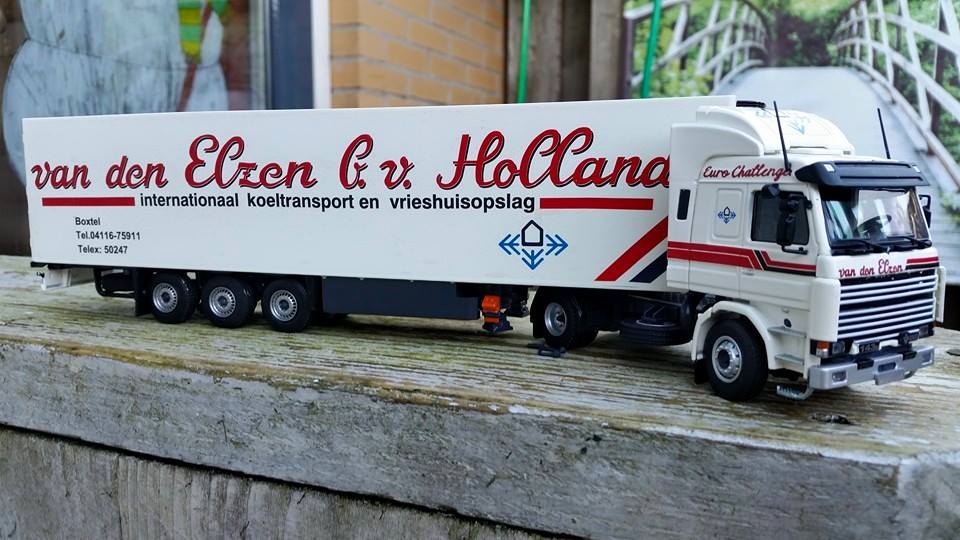 van den Elzen b.v. Holland
internationaal koeltransport en vrieshuisopslag
Boxtel
Tel.04116-75911
Telex: 50247
Euro Challenger
van den Elzen